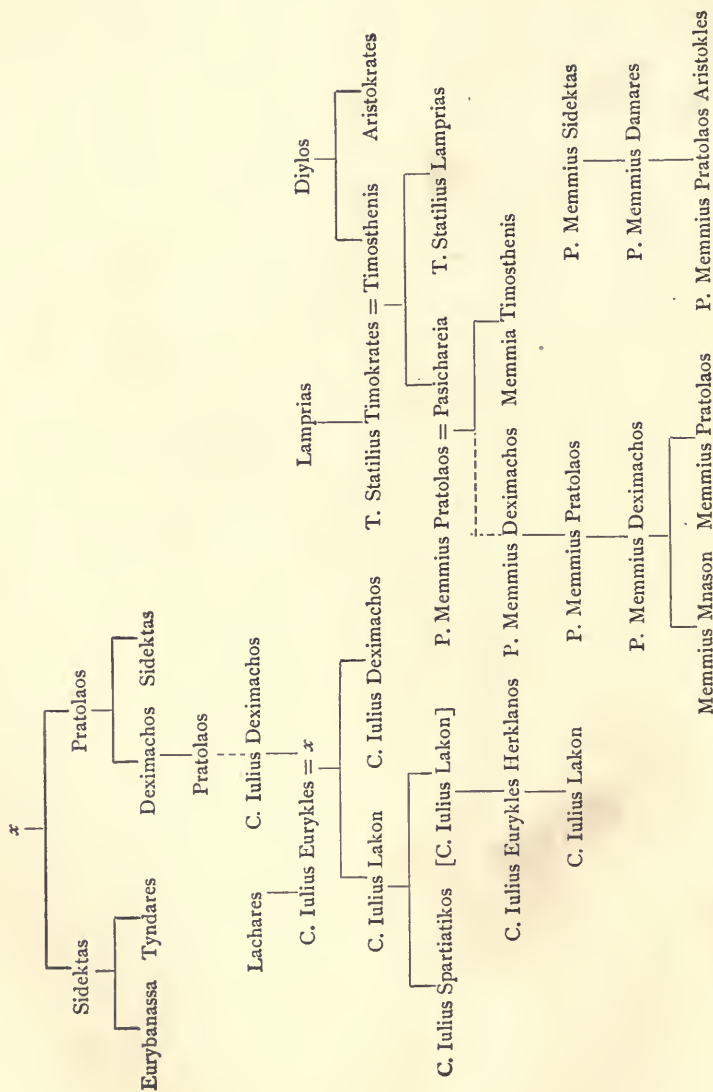 x
Sidektas Pratolaos
Eurybanassa Tyndares Deximachos Sidektas
Pratolaos
Lachares C. Iulius Deximachos
C. Iulius Eurykles = x Lamprias Diylos
C. Iulius Lakon C. Iulius Deximachos T. Statilius Timokrates = Timosthenis Aristokrates
C. Iulius Spartiatikos [C. Iulius Lakon] P. Memmius Pratolaos = Pasichareia T. Statilius Lamprias
C. Iulius Eurykles Herklanos P. Memmius Deximachos Memmia Timosthenis
C. Iulius Lakon P. Memmius Pratolaos P. Memmius Sidektas
P. Memmius Deximachos P. Memmius Damares
Memmius Mnason Memmius Pratolaos P. Memmius Pratolaos Aristokles